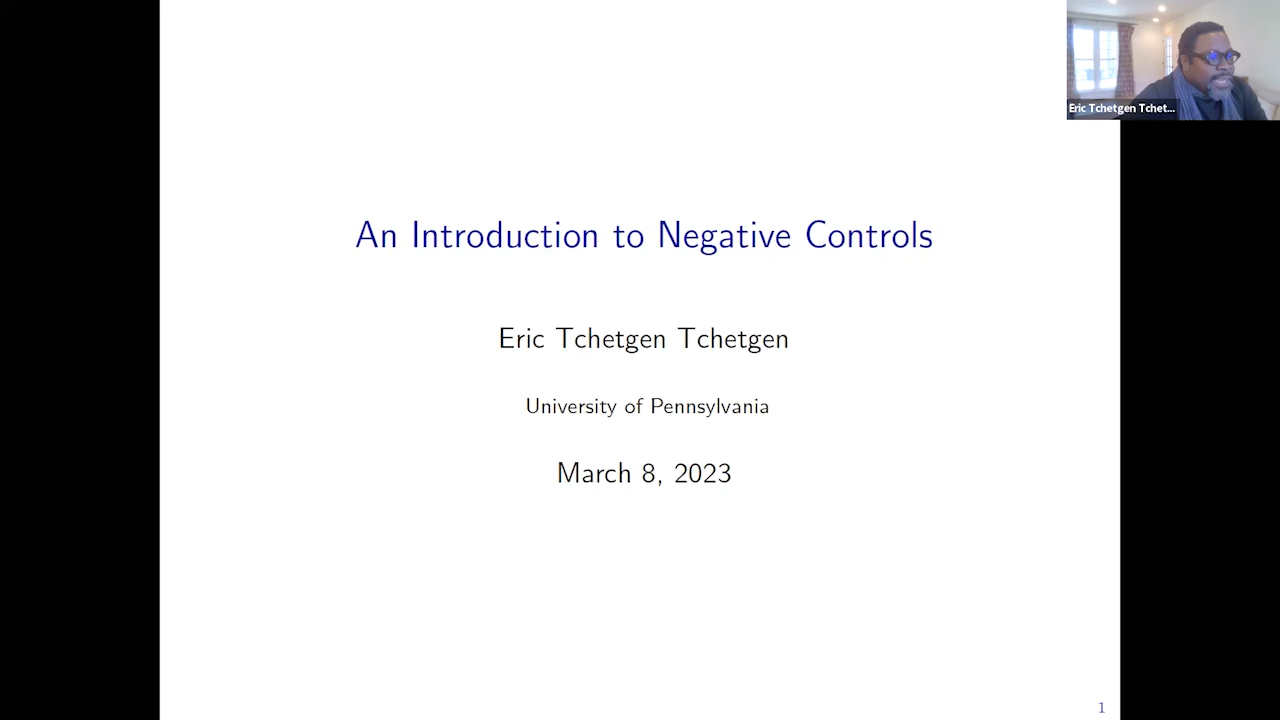 Eric Tchetgen Tchet...
An Introduction to Negative Controls
Eric Tchetgen Tchetgen
University of Pennsylvania
March 8, 2023
1